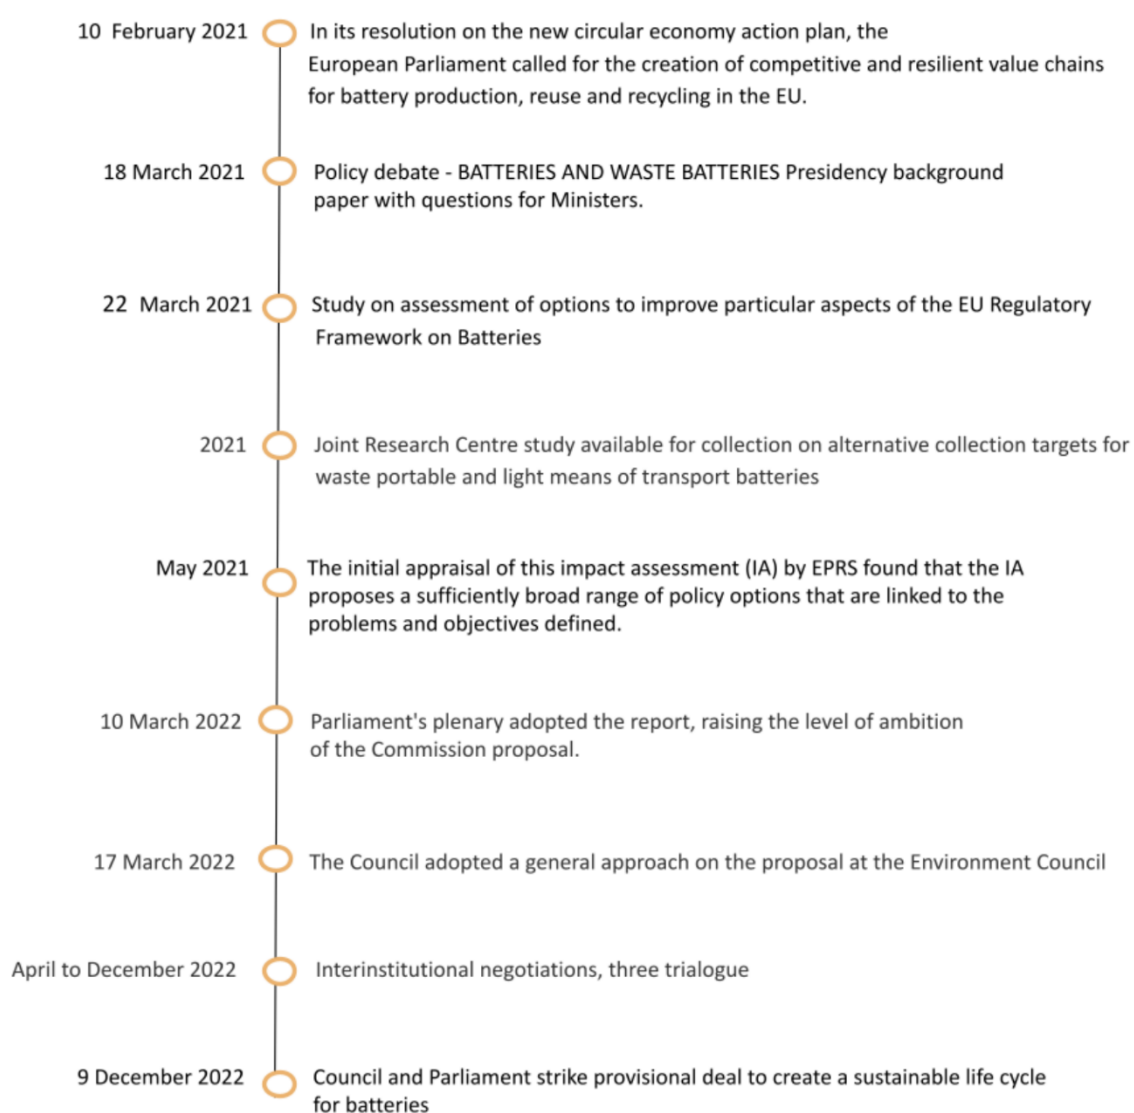 10 February 2021
In its resolution on the new circular economy action plan, the
European Parliament called for the creation of competitive and resilient value chains
for battery production, reuse and recycling in the EU.
18 March 2021
Policy debate - BATTERIES AND WASTE BATTERIES Presidency background
paper with questions for Ministers.
22 March 2021
Study on assessment of options to improve particular aspects of the EU Regulatory
Framework on Batteries
2021
Joint Research Centre study available for collection on alternative collection targets for
waste portable and light means of transport batteries
May 2021
The initial appraisal of this impact assessment (IA) by EPRS found that the IA
proposes a sufficiently broad range of policy options that are linked to the
problems and objectives defined.
10 March 2022
Parliament's plenary adopted the report, raising the level of ambition
of the Commission proposal.
17 March 2022
The Council adopted a general approach on the proposal at the Environment Council
April to December 2022
Interinstitutional negotiations, three trialogue
9 December 2022
Council and Parliament strike provisional deal to create a sustainable life cycle
for batteries